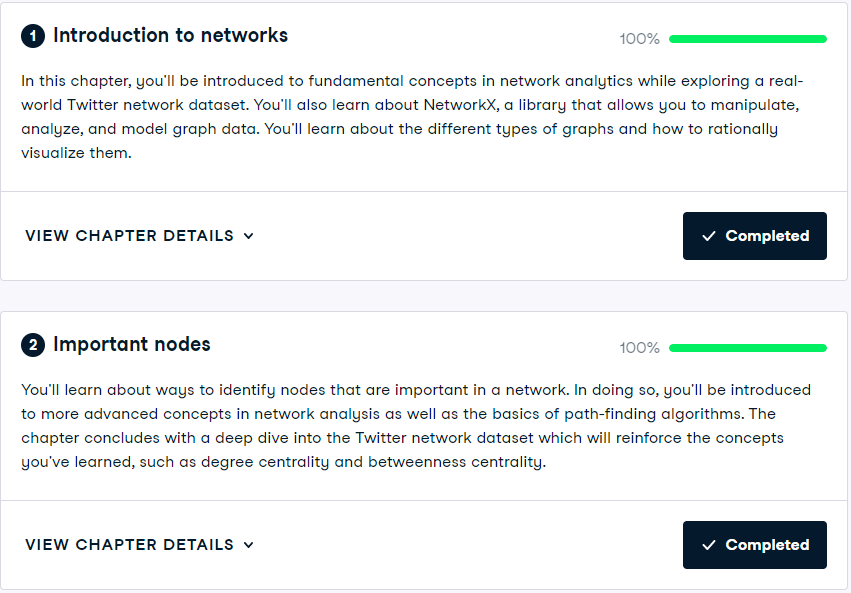 1 Introduction to networks
100%
In this chapter, you'll be introduced to fundamental concepts in network analytics while exploring a real-
world Twitter network dataset. You'll also learn about NetworkX, a library that allows you to manipulate,
analyze, and model graph data. You'll learn about the different types of graphs and how to rationally
visualize them.
VIEW CHAPTER DETAILS
Completed
2 Important nodes
100%
You'll learn about ways to identify nodes that are important in a network. In doing so, you'll be introduced
to more advanced concepts in network analysis as well as the basics of path-finding algorithms. The
chapter concludes with a deep dive into the Twitter network dataset which will reinforce the concepts
you've learned, such as degree centrality and betweenness centrality.
VIEW CHAPTER DETAILS
Completed